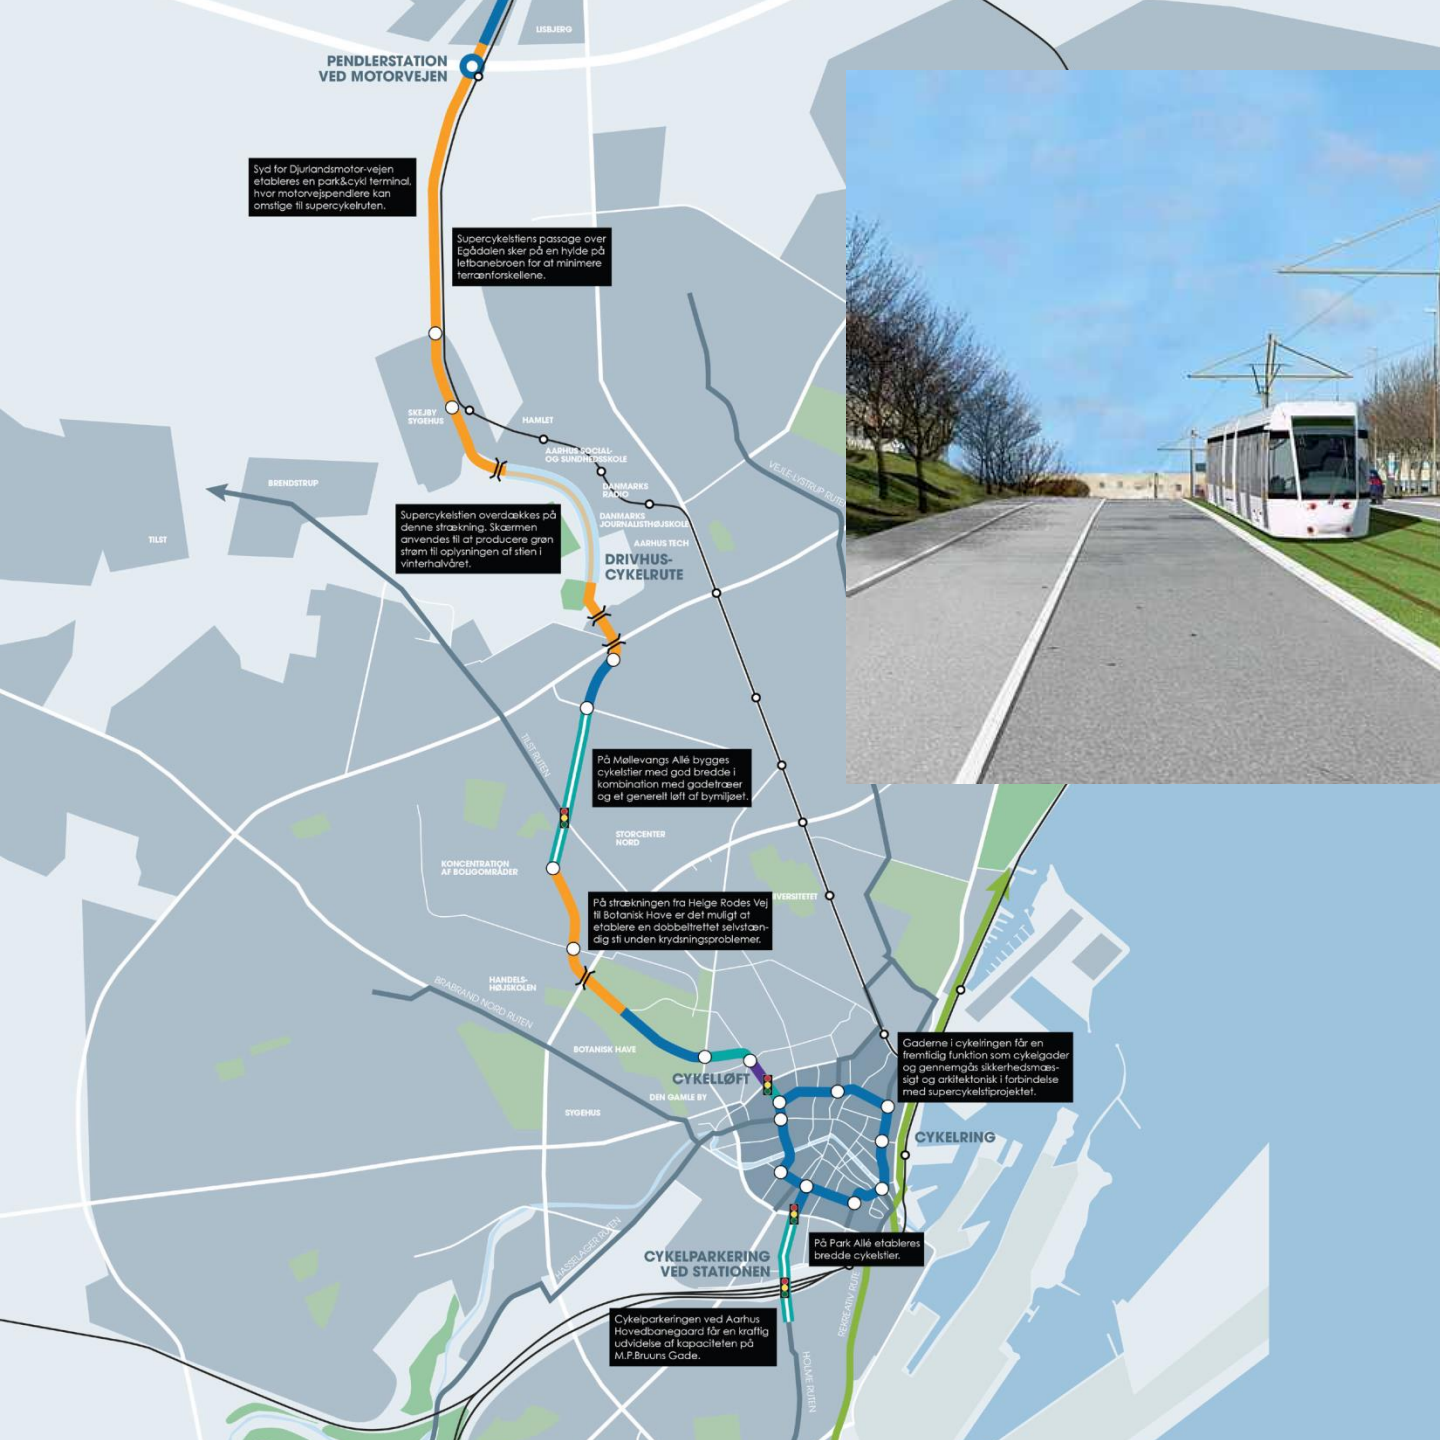 LISBJERG
PENDLERSTATION
VED MOTORVEJEN
Syd for Djurlandsmotor-vejen
etableres en park&cykl terminal,
hvor motorvejspendlere kan
omstige til supercykelruten.
Supercykelstiens passage over
Egådalen sker på en hylde på
letbanebroen for at minimere
terrænforskellene.
SKEJBY
SYGEHUS
HAMLET
AARHUS SOCIAL-
OG SUNDHEDSSKOLE
VEJLE-LYSTRUP RUTE
BRENDSTRUP
DANMARKS
RADIO
Supercykelstien overdækkes på
denne strækning. Skærmen
anvendes til at producere grøn
strøm til oplysningen af stien i
vinterhalvåret.
DANMARKS
JOURNALISTHØJSKOLE
TILST
AARHUS TECH
DRIVHUS-
CYKELRUTE
TILST RUTEN
På Møllevangs Allé bygges
cykelstier med god bredde i
kombination med gadetræer
og et generelt løft af bymiljøet.
STORCENTER
NORD
KONCENTRATION
AF BOLIGOMRÅDER
På strækningen fra Helge Rodes Vej
til Botanisk Have er det muligt at
etablere en dobbeltrettet selvstæn-
dig sti unden krydsningsproblemer.
VERSITETET
HANDELS-
HØJSKOLEN
BRABRAND NORD RUTEN
BOTANISK HAVE
Gaderne i cykelringen får en
fremtidig funktion som cykelgader
og gennemgås sikkerhedsmæs-
sigt og arkitektonisk i forbindelse
med supercykelstiprojektet.
CYKELLØFT
DEN GAMLE BY
SYGEHUS
CYKELRING
HASSELAGER RUTEN
På Park Allé etableres
bredde cykelstier.
CYKELPARKERING
VED STATIONEN
REKREATIV RUT
Cykelparkeringen ved Aarhus
Hovedbanegaard får en kraftig
udvidelse af kapaciteten på
M.P.Bruuns Gade.
HOLME RUTEN